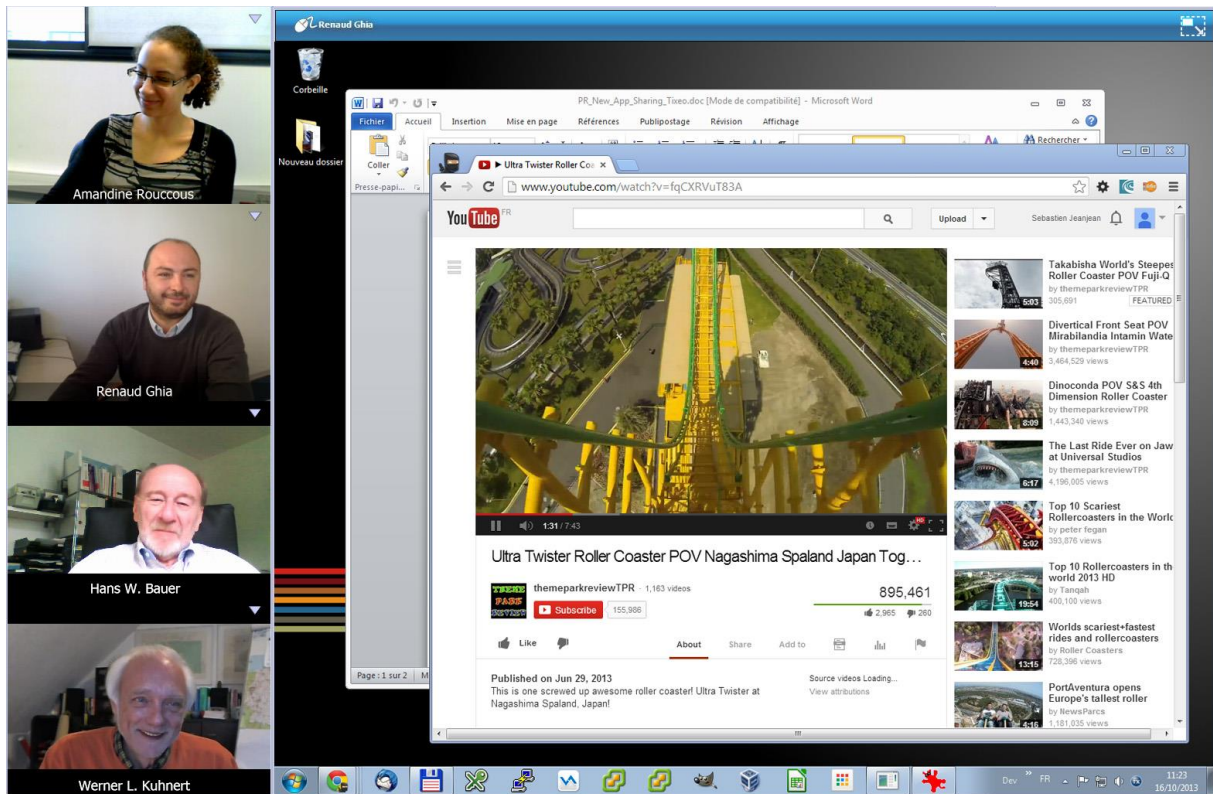 Amandine Rouccous
Renaud Ghia
Hans W. Bauer
Werner L. Kuhnert
Renaud Ghia
Corbeille
Nouveau dossier
PR_New_App_Sharing_Tixeo.doc [Mode de compatibilité] - Microsoft Word
Fichier Accueil Insertion Mise en page Références Publipostage Révision Affichage
Coller
Rechercher
Presse-papi...
Page : 1 sur 2 M
Ultra Twister Roller Coa
www.youtube.com/watch?v=fqCXRVuT83A
YouTube FR
Upload
Sebastien Jeanjean
1:31 / 7:43
HD
Ultra Twister Roller Coaster POV Nagashima Spaland Japan Tog...
THEME
PARK
REVIEW
themeparkreviewTPR · 1,163 videos
Subscribe 155,986
895,461
2,965 260
Like
About Share Add to
Published on Jun 29, 2013
This is one screwed up awesome roller coaster! Ultra Twister at
Nagashima Spaland, Japan!
Source videos Loading...
View attributions
5:03
Takabisha World's Steepes
Roller Coaster POV Fuji-Q
by themeparkreviewTPR
305,691 FEATURED
4:40
Divertical Front Seat POV
Mirabilandia Intamin Wate
by themeparkreviewTPR
3,464,529 views
8:09
Dinoconda POV S&S 4th
Dimension Roller Coaster
by themeparkreviewTPR
1,443,340 views
6:17
The Last Ride Ever on Jaw
at Universal Studios
by themeparkreviewTPR
4,196,005 views
5:02
Top 10 Scariest
Rollercoasters in the World
by peter fegan
393,876 views
19:54
Top 10 Rollercoasters in th
world 2013 HD
by Tanqah
400,100 views
13:15
Worlds scariest+fastest
rides and rollercoasters
by Roller Coasters
728,396 views
4:16
PortAventura opens
Europe's tallest roller
by NewsParcs
1,181,035 views
Dev FR
11:23
16/10/2013